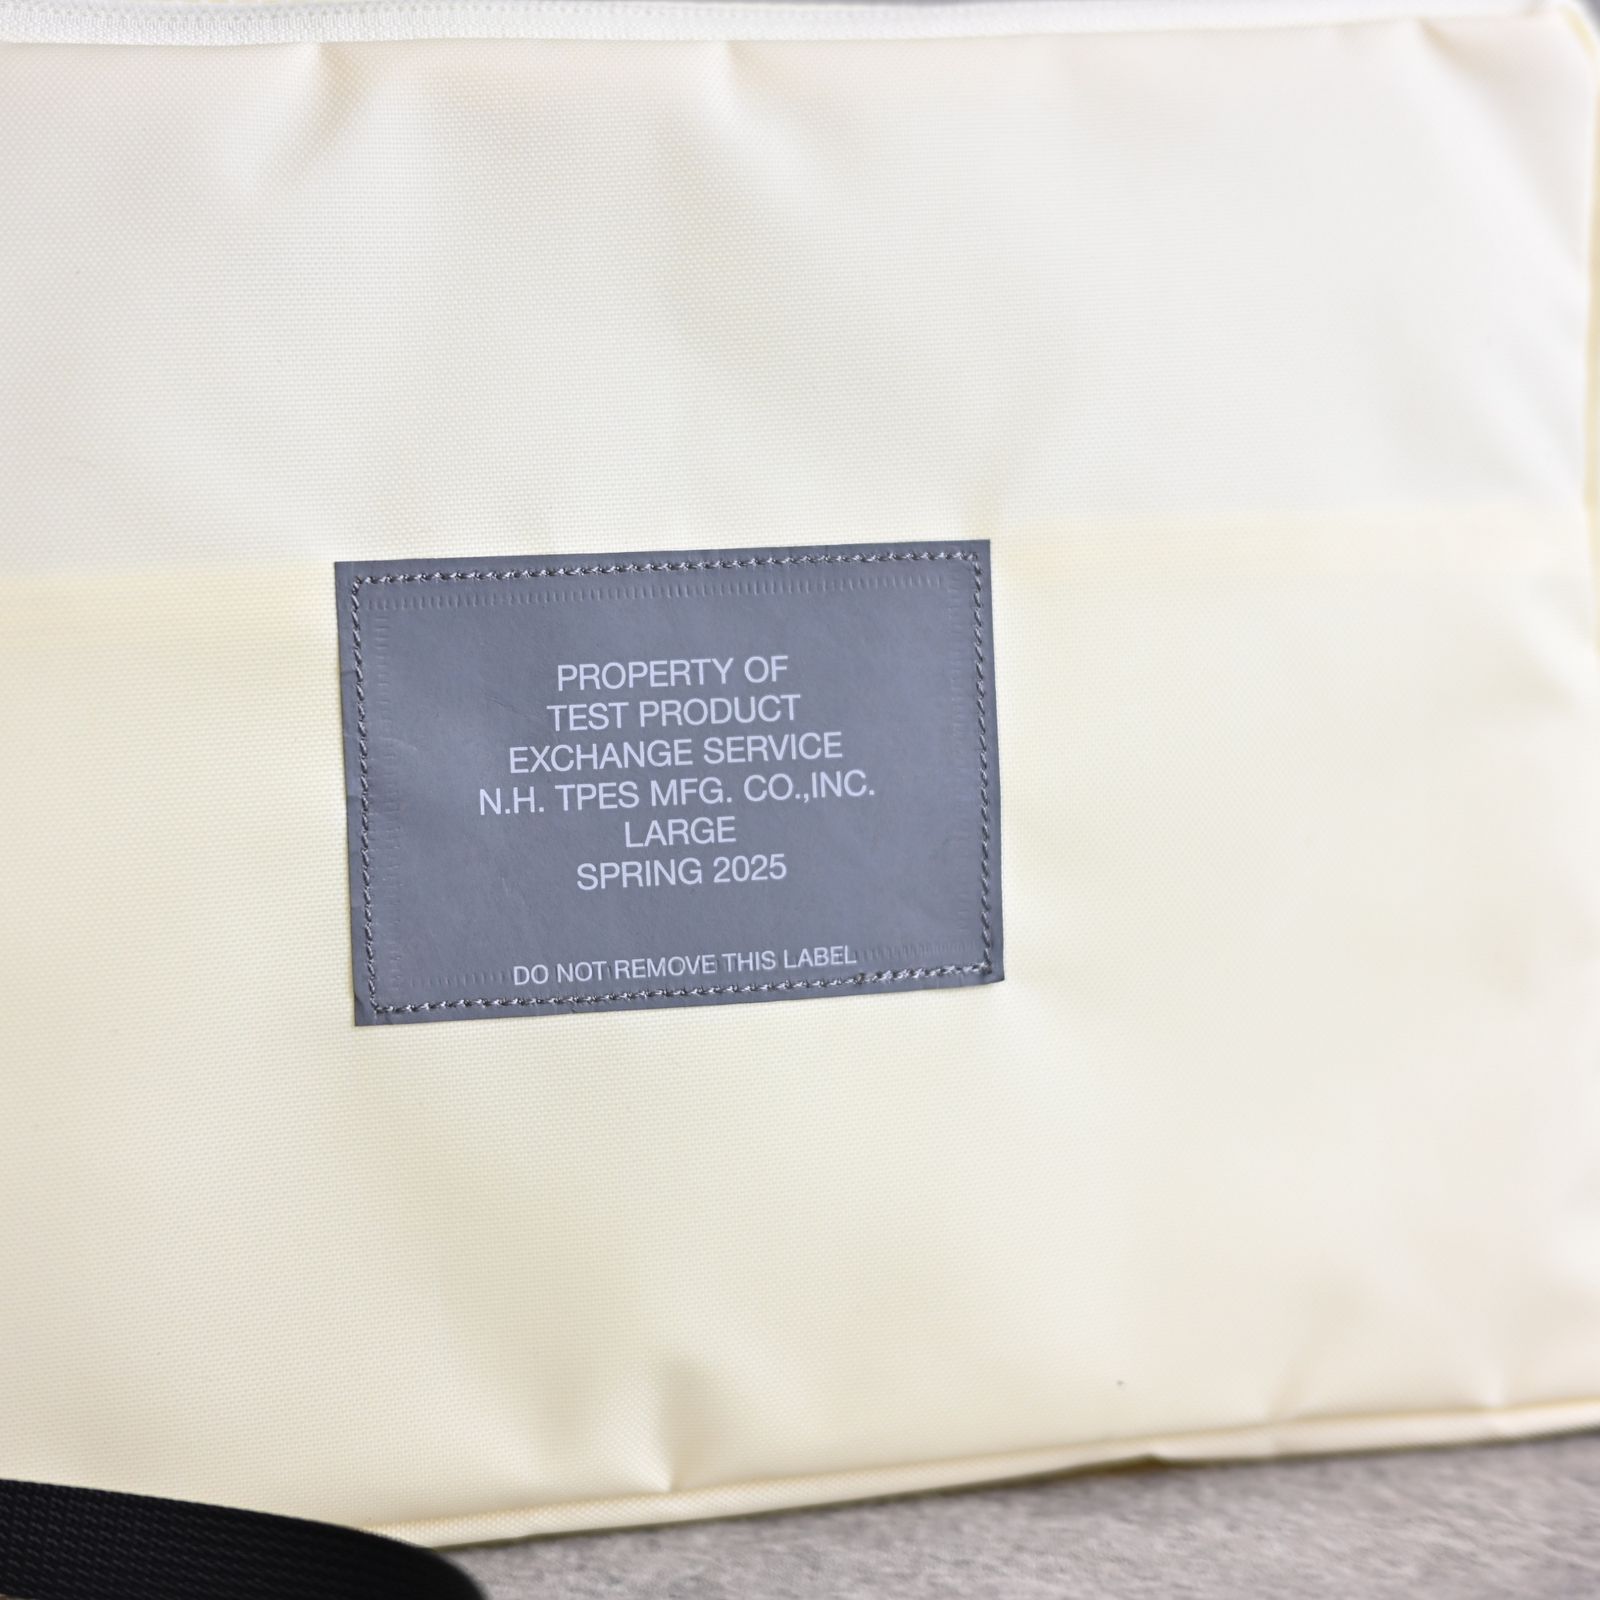 PROPERTY OF
TEST PRODUCT
EXCHANGE SERVICE
N.H. TPES MFG. CO.,INC.
LARGE
SPRING 2025
DO NOT REMOVE THIS LABEL